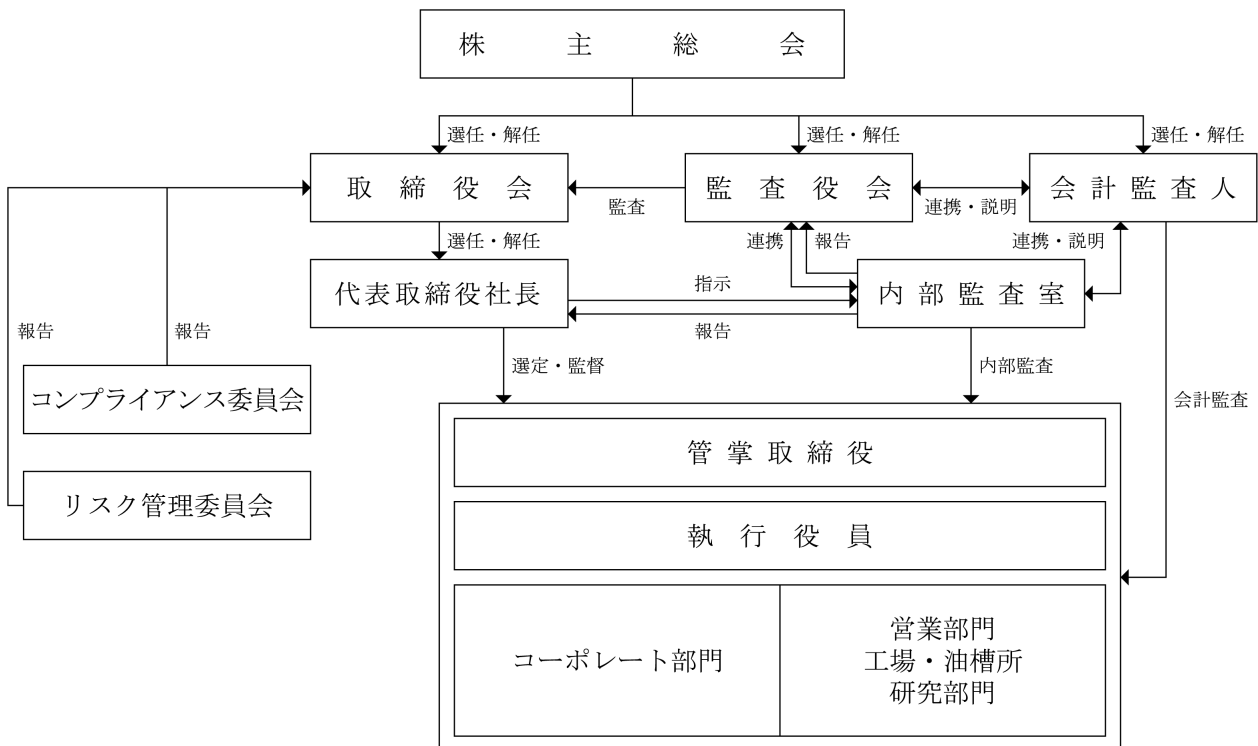 株主総会
選任・解任
選任・解任
選任・解任
取締役会
監査役会
会計監査人
監査
連携・説明
選任・解任
連携
報告
連携・説明
代表取締役社長
指示
内部監査室
報告
報告
報告
選定・監督
内部監査
コンプライアンス委員会
会計監査
管掌取締役
リスク管理委員会
執行役員
コーポレート部門
営業部門
工場・油槽所
研究部門